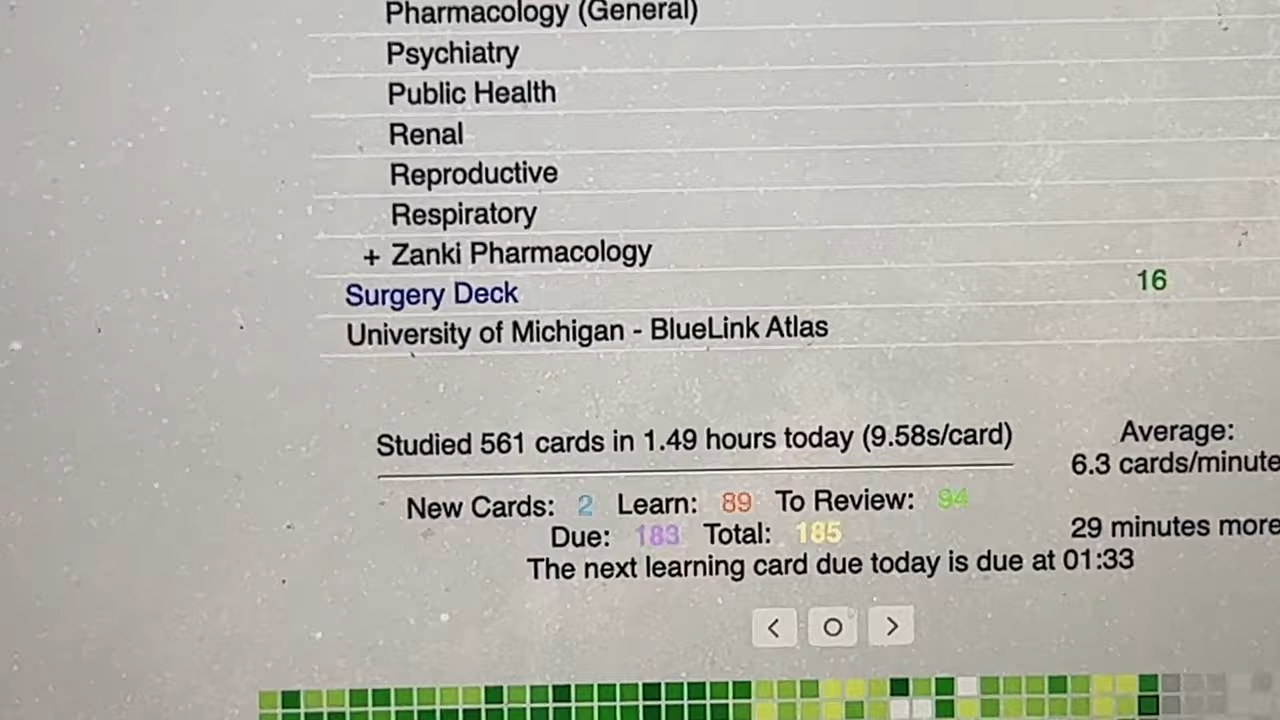 Pharmacology (General)
Psychiatry
Public Health
Renal
Reproductive
Respiratory
+ Zanki Pharmacology
Surgery Deck 16
University of Michigan - BlueLink Atlas
Studied 561 cards in 1.49 hours today (9.58s/card)
Average:
6.3 cards/minute
New Cards: 2 Learn: 89 To Review: 94
Due: 183 Total: 185
29 minutes more
The next learning card due today is due at 01:33